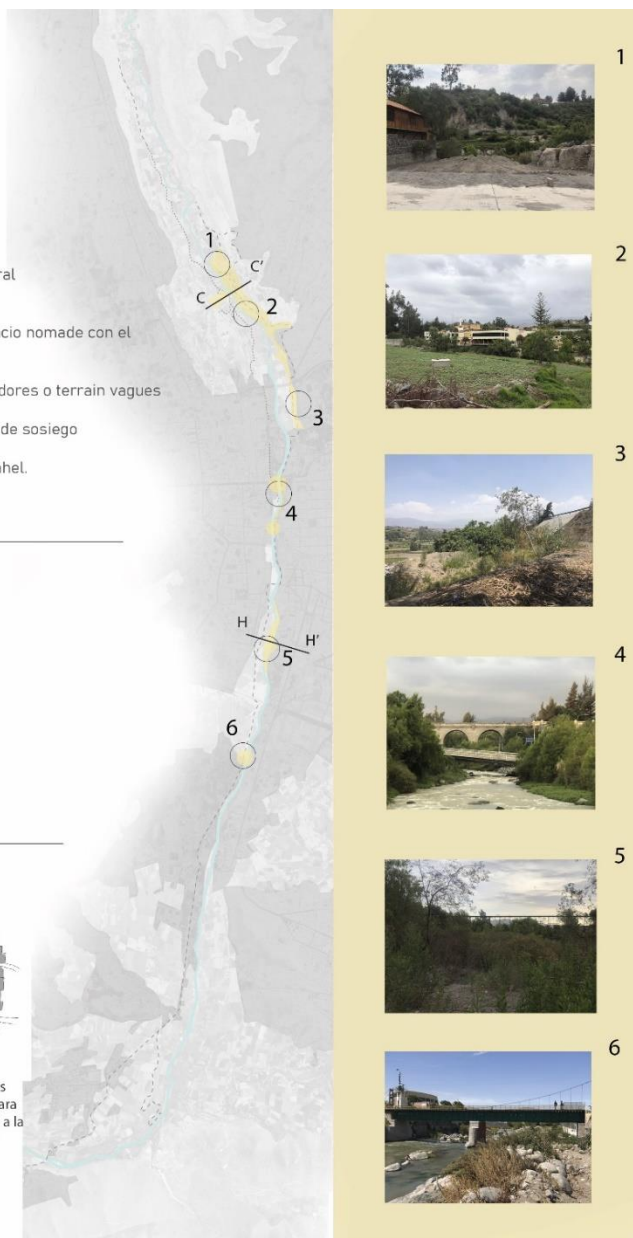 ral
cio nomade con el
dores o terrain vagues
de sosiego
hel.
s
ara
a la
1
C'
C
2
3
4
H
H'
5
6
1
2
3
4
5
6